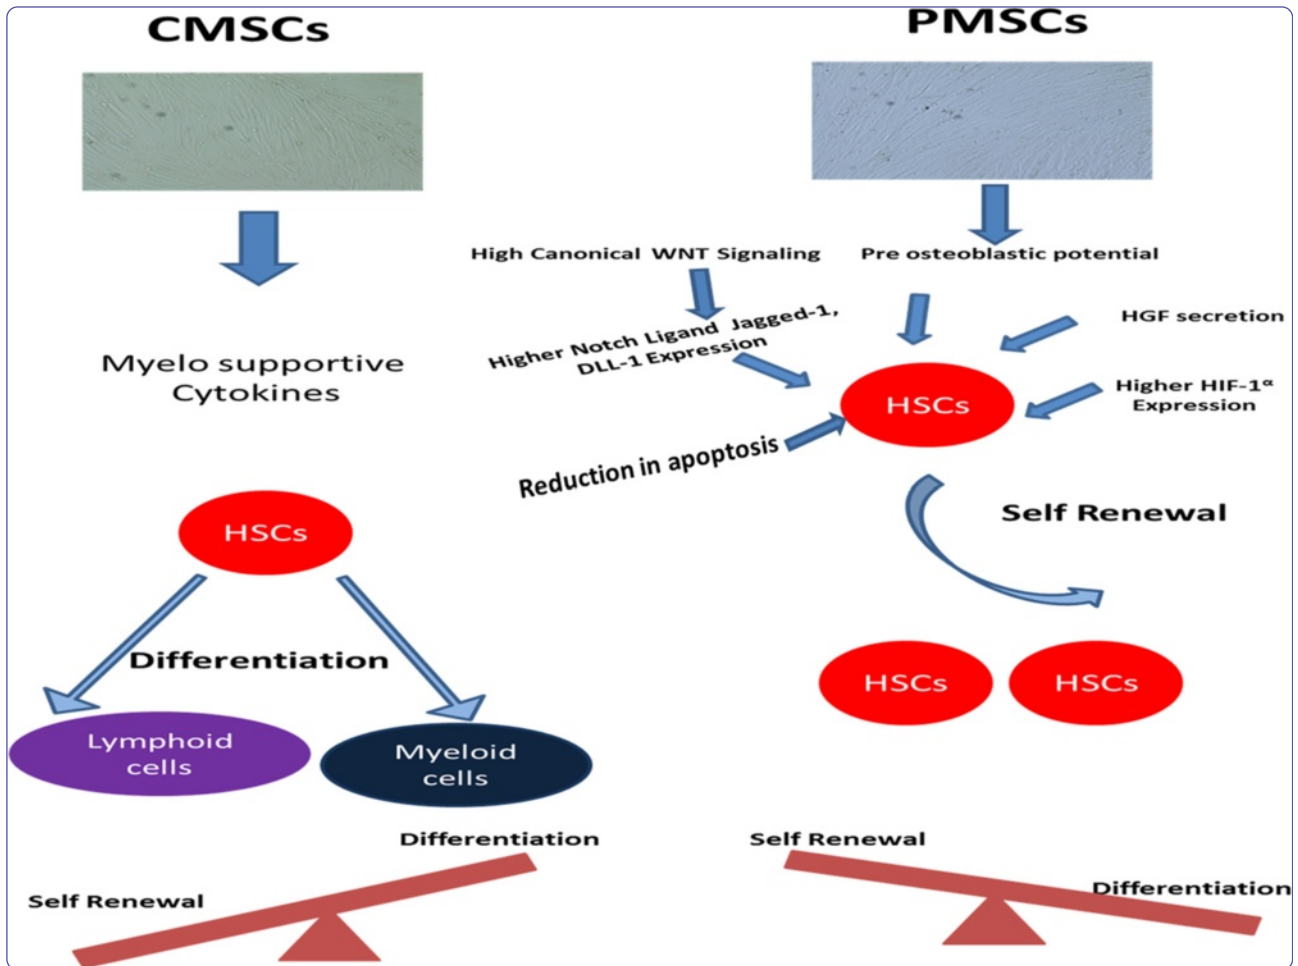 CMSCs
Myelo supportive
Cytokines
HSCs
Differentiation
Lymphoid
cells
Myeloid
cells
Differentiation
Self Renewal
PMSCs
High Canonical WNT Signaling
Pre osteoblastic potential
Higher Notch Ligand Jagged-1,
DLL-1 Expression
HGF secretion
Higher HIF-1α
Expression
HSCs
Reduction in apoptosis
Self Renewal
HSCs
HSCs
Self Renewal
Differentiation